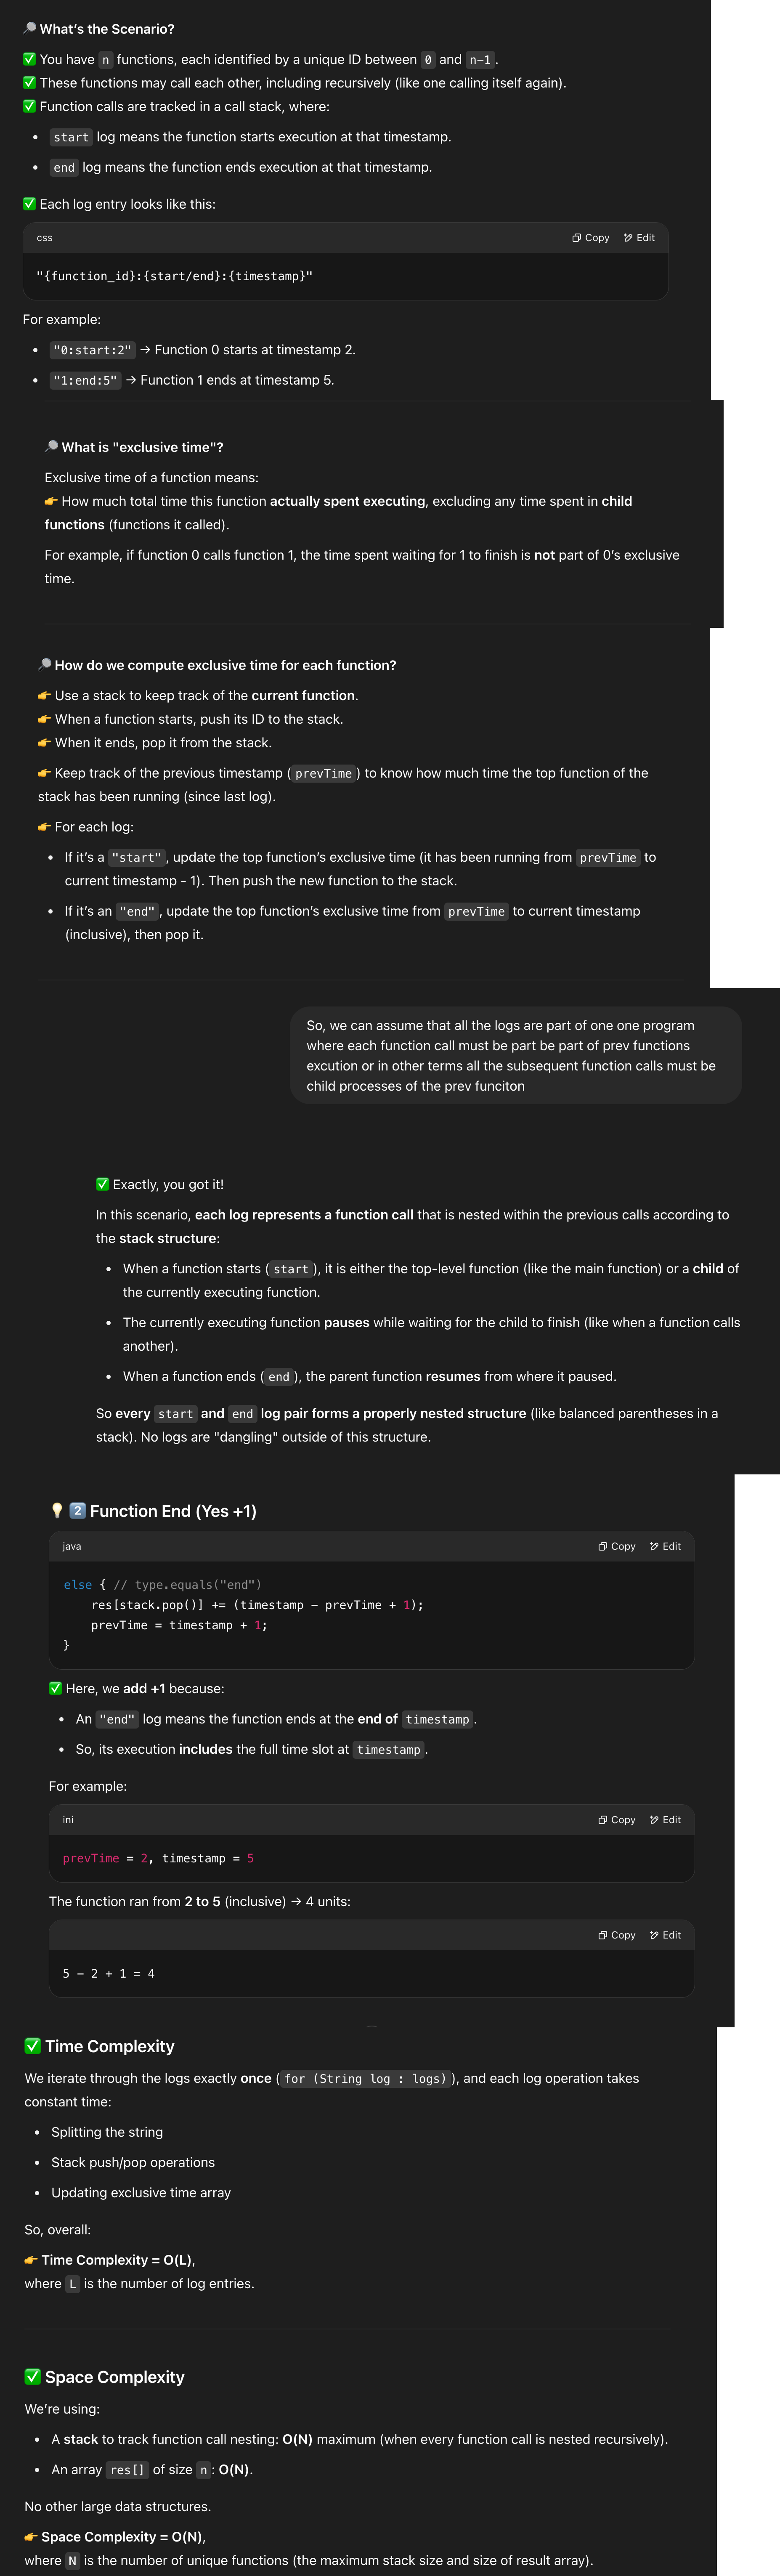 🔎 What's the Scenario?
✅ You have n functions, each identified by a unique ID between 0 and n-1.
✅ These functions may call each other, including recursively (like one calling itself again).
✅ Function calls are tracked in a call stack, where:
• start log means the function starts execution at that timestamp.
• end log means the function ends execution at that timestamp.
✅ Each log entry looks like this:
css Copy Edit
"{function_id}:{start/end}:{timestamp}"
For example:
• "0:start:2" → Function 0 starts at timestamp 2.
• "1:end:5" → Function 1 ends at timestamp 5.
🔎 What is "exclusive time"?
Exclusive time of a function means:
👉 How much total time this function actually spent executing, excluding any time spent in child
functions (functions it called).
For example, if function 0 calls function 1, the time spent waiting for 1 to finish is not part of 0's exclusive
time.
🔎 How do we compute exclusive time for each function?
👉 Use a stack to keep track of the current function.
👉 When a function starts, push its ID to the stack.
👉 When it ends, pop it from the stack.
👉 Keep track of the previous timestamp (prevTime) to know how much time the top function of the
stack has been running (since last log).
👉 For each log:
• If it's a "start", update the top function's exclusive time (it has been running from prevTime to
current timestamp - 1). Then push the new function to the stack.
• If it's an "end", update the top function's exclusive time from prevTime to current timestamp
(inclusive), then pop it.
So, we can assume that all the logs are part of one one program
where each function call must be part be part of prev functions
excution or in other terms all the subsequent function calls must be
child processes of the prev funciton
✅ Exactly, you got it!
In this scenario, each log represents a function call that is nested within the previous calls according to
the stack structure:
• When a function starts (start), it is either the top-level function (like the main function) or a child of
the currently executing function.
• The currently executing function pauses while waiting for the child to finish (like when a function calls
another).
• When a function ends (end), the parent function resumes from where it paused.
So every start and end log pair forms a properly nested structure (like balanced parentheses in a
stack). No logs are "dangling" outside of this structure.
💡 2️⃣ Function End (Yes +1)
java Copy Edit
else { // type.equals("end")
res[stack.pop()] += (timestamp - prevTime + 1);
prevTime = timestamp + 1;
}
✅ Here, we add +1 because:
• An "end" log means the function ends at the end of timestamp.
• So, its execution includes the full time slot at timestamp.
For example:
ini Copy Edit
prevTime = 2, timestamp = 5
The function ran from 2 to 5 (inclusive) → 4 units:
Copy Edit
5 - 2 + 1 = 4
✅ Time Complexity
We iterate through the logs exactly once (for (String log : logs)), and each log operation takes
constant time:
• Splitting the string
• Stack push/pop operations
• Updating exclusive time array
So, overall:
👉 Time Complexity = O(L),
where L is the number of log entries.
✅ Space Complexity
We're using:
• A stack to track function call nesting: O(N) maximum (when every function call is nested recursively).
• An array res[] of size n: O(N).
No other large data structures.
👉 Space Complexity = O(N),
where N is the number of unique functions (the maximum stack size and size of result array).